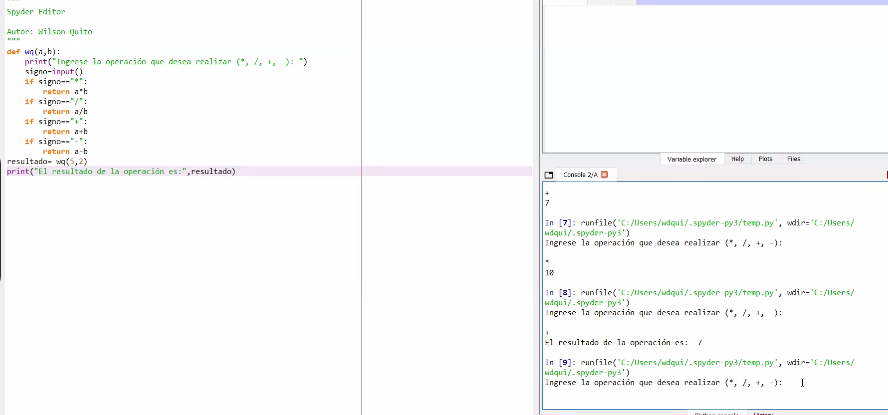 Spyder Editor
Autor: Wilson Quito
"""
def wq(a,b):
    print("Ingrese la operación que desea realizar (*, /, +, -): ")
    signo=input()
    if signo=="*":
        return a*b
    if signo=="/":
        return a/b
    if signo=="+":
        return a+b
    if signo=="-":
        return a-b
resultado= wq(5,2)
print("El resultado de la operación es:",resultado)
Variable explorer Help Plots Files
Console 2/A
+
7
In [7]: runfile('C:/Users/wdqui/.spyder-py3/temp.py', wdir='C:/Users/
wdqui/.spyder-py3')
Ingrese la operación que desea realizar (*, /, +, -):
*
10
In [8]: runfile('C:/Users/wdqui/.spyder-py3/temp.py', wdir='C:/Users/
wdqui/.spyder-py3')
Ingrese la operación que desea realizar (*, /, +, -):
+
El resultado de la operación es: 7
In [9]: runfile('C:/Users/wdqui/.spyder-py3/temp.py', wdir='C:/Users/
wdqui/.spyder-py3')
Ingrese la operación que desea realizar (*, /, +, -):